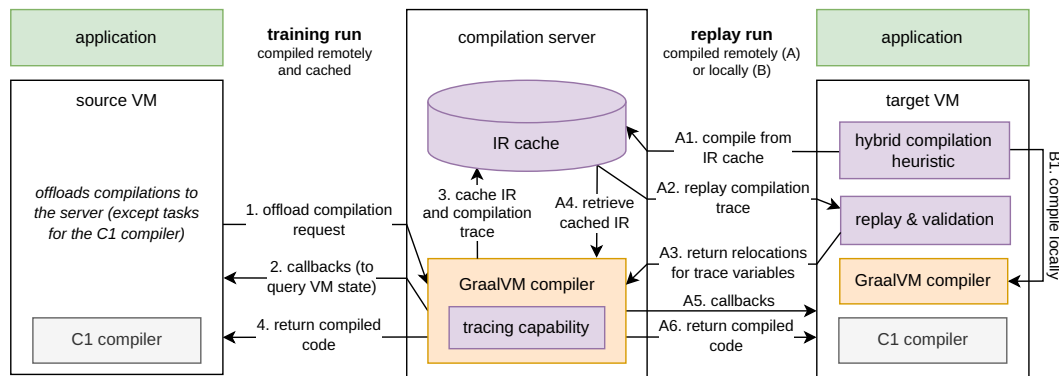 application
training run
compiled remotely
and cached
compilation server
replay run
compiled remotely (A)
or locally (B)
application
source VM
offloads compilations to
the server (except tasks
for the C1 compiler)
C1 compiler
1. offload compilation
request
2. callbacks (to
query VM state)
4. return compiled
code
IR cache
3. cache IR
and compilation
trace
A4. retrieve
cached IR
GraalVM compiler
tracing capability
A1. compile from
IR cache
A2. replay compilation
trace
A3. return relocations
for trace variables
A5. callbacks
A6. return compiled
code
target VM
hybrid compilation
heuristic
replay & validation
GraalVM compiler
C1 compiler
B1. compile locally